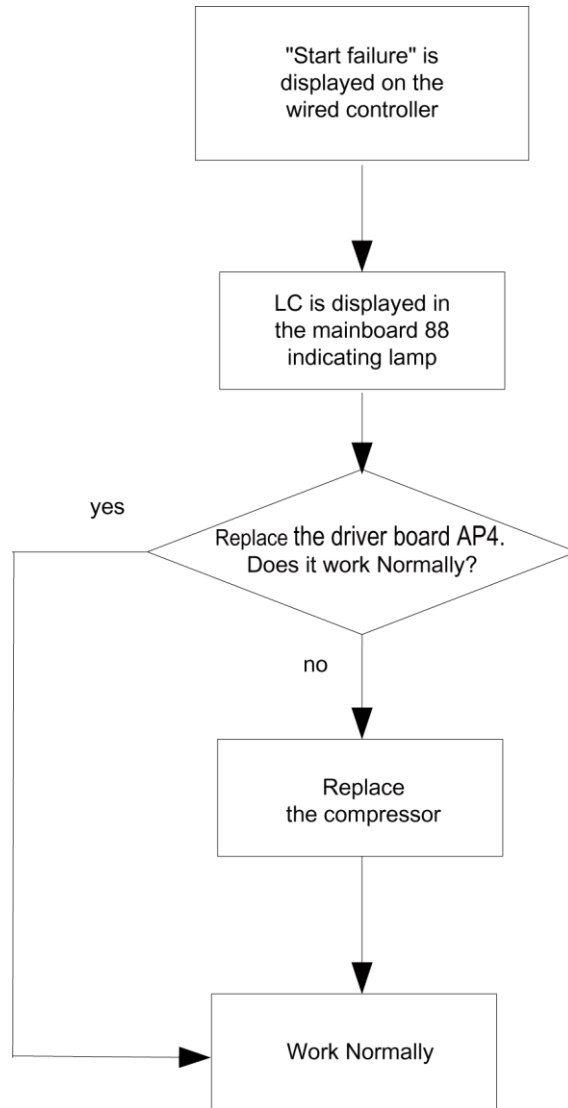 "Start failure" is
displayed on the
wired controller
LC is displayed in
the mainboard 88
indicating lamp
yes
Replace the driver board AP4.
Does it work Normally?
no
Replace
the compressor
Work Normally